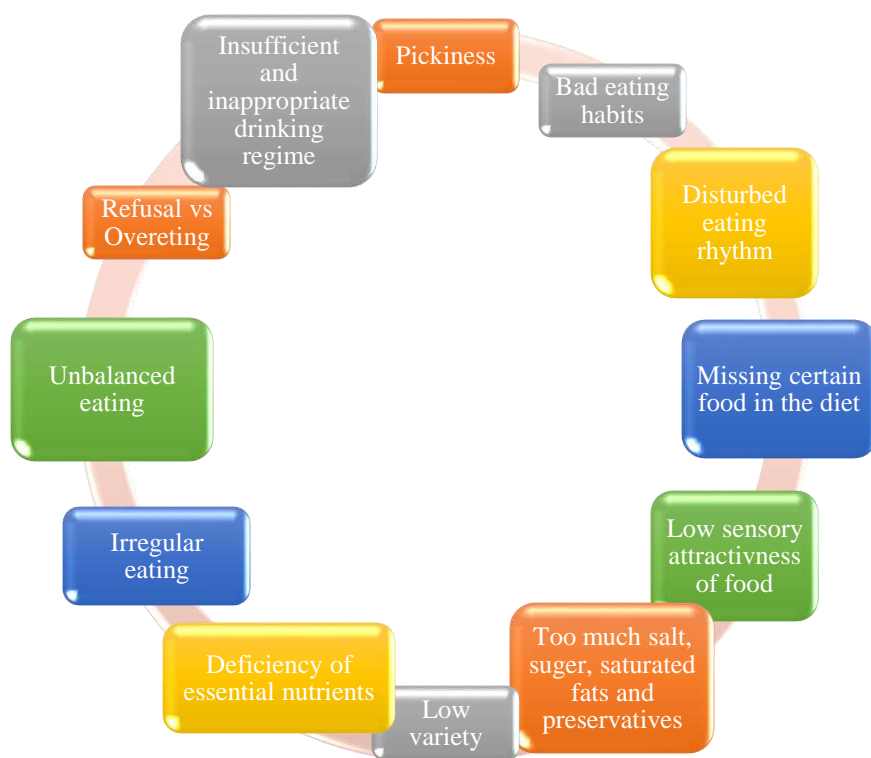 Pickiness
Bad eating
habits
Disturbed
eating
rhythm
Missing certain
food in the diet
Low sensory
attractivness
of food
Too much salt,
suger, saturated
fats and
preservatives
Low
variety
Deficiency of
essential nutrients
Irregular
eating
Unbalanced
eating
Refusal vs
Overeting
Insufficient
and
inappropriate
drinking
regime